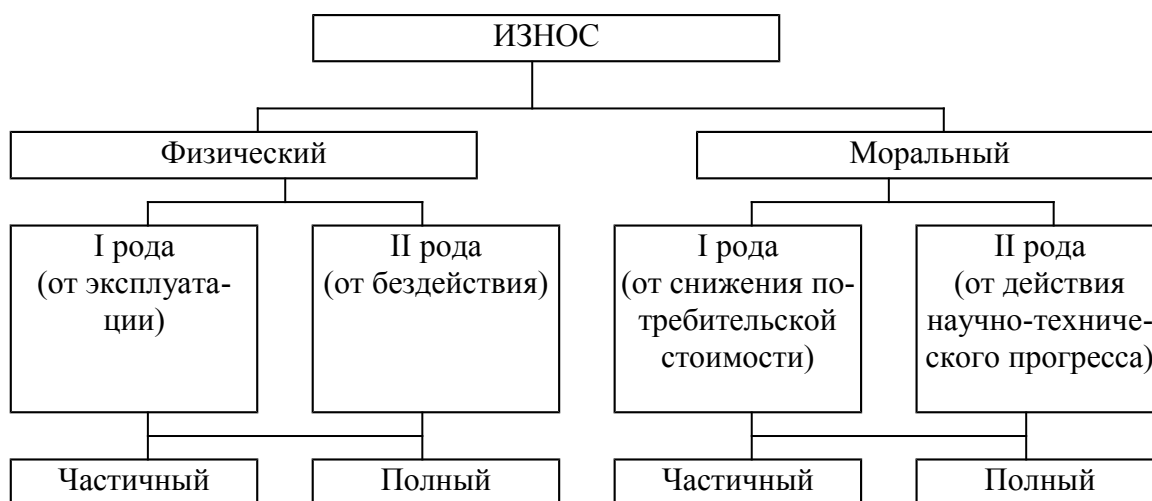 ИЗНОС
Физический
Моральный
I рода
(от эксплуата-
ции)
II рода
(от бездействия)
I рода
(от снижения по-
требительской
стоимости)
II рода
(от действия
научно-техниче-
ского прогресса)
Частичный
Полный
Частичный
Полный